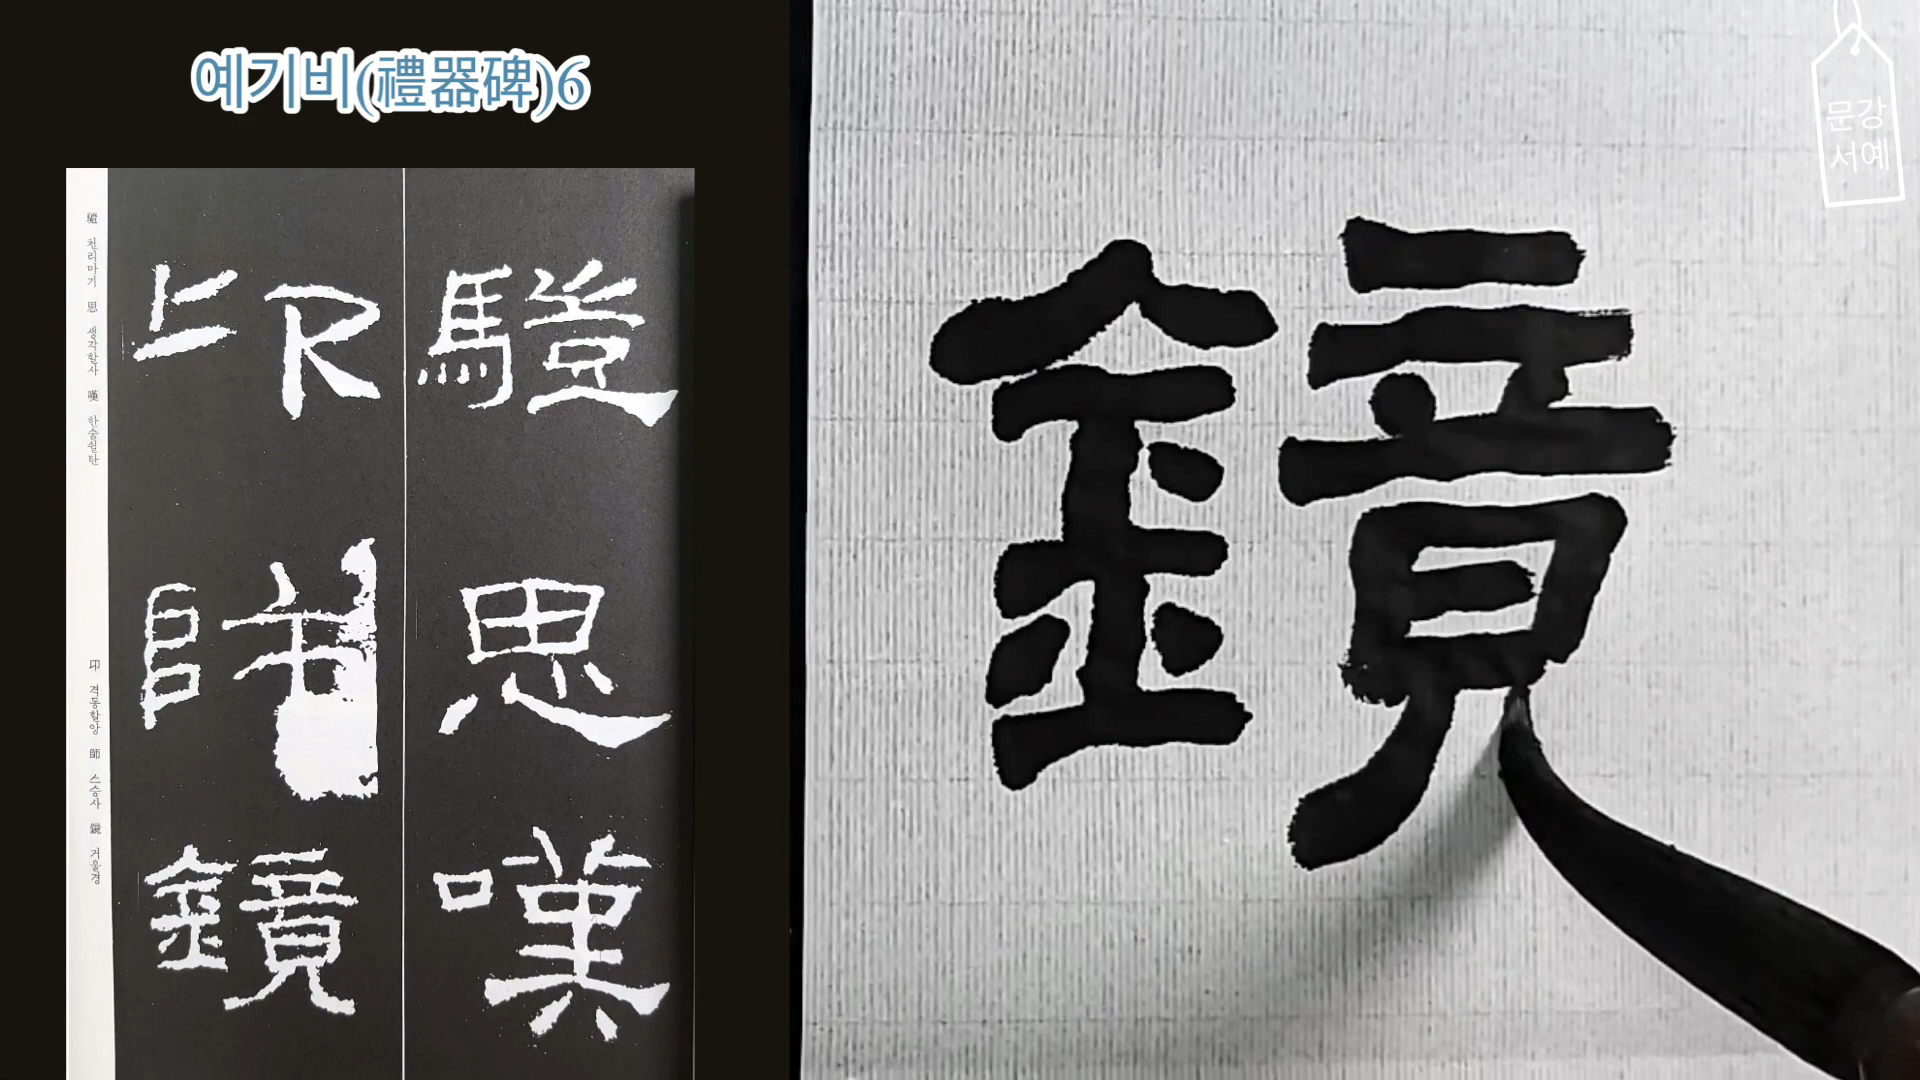 예기비(禮器碑)6
문강
서예
騜 천리마기 思 생각할사 嘆 한숨쉴탄
卬 격동할앙 師 스승사 鏡 거울경
思嘆
卬師鏡
鏡